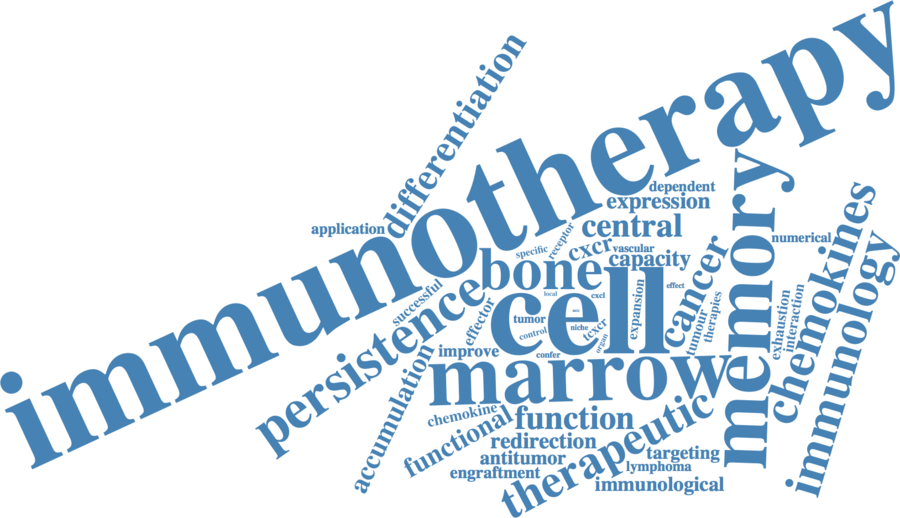 immunotherapy
differentiation
application
dependent
expression
central
memory
numerical
chemokines
immunology
receptor
specific
cxcr
vascular
capacity
bone
cell
cancer
effect
successful
persistence
effector
local
cxcl
expansion
tumour
therapies
exhaustion
interaction
tumor
niche
control
tcxcr
organ
improve
confer
marrow
accumulation
chemokine
functional
function
redirection
therapeutic
antitumor
targeting
engraftment
lymphoma
immunological